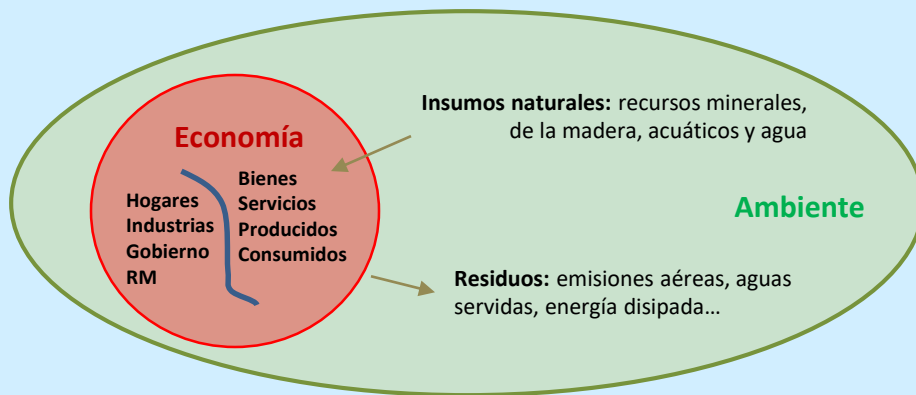 Insumos naturales: recursos minerales,
de la madera, acuáticos y agua
Economía
Bienes
Servicios
Producidos
Consumidos
Hogares
Industrias
Gobierno
RM
Ambiente
Residuos: emisiones aéreas, aguas
servidas, energía disipada...